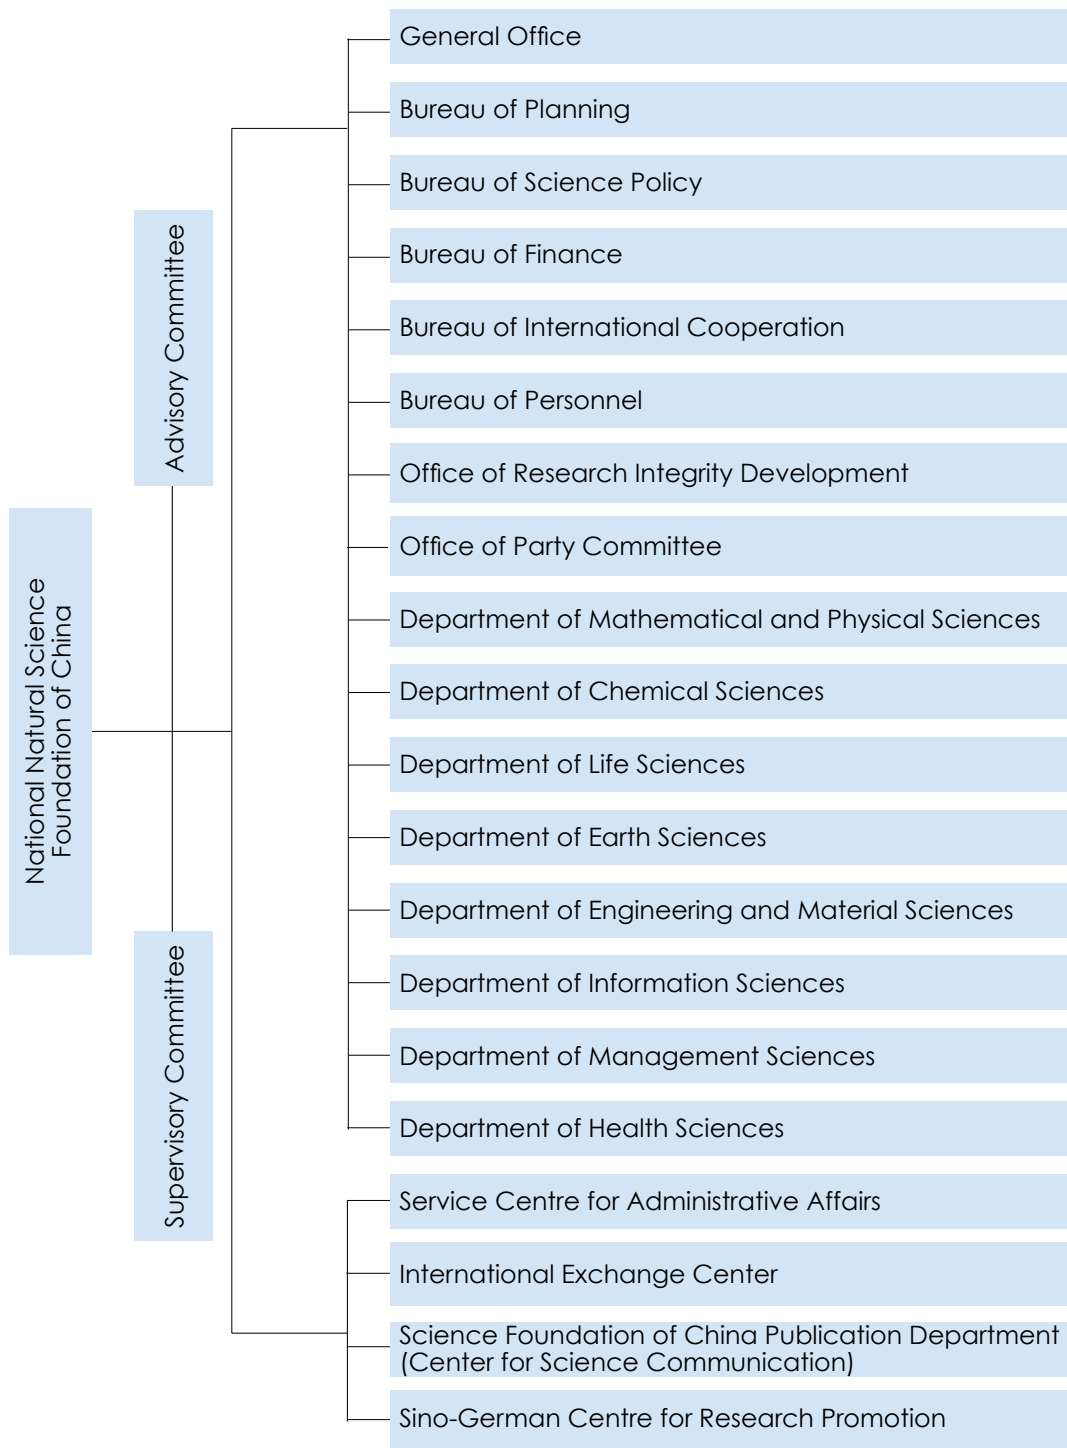 National Natural Science
Foundation of China
Advisory Committee
Supervisory Committee
General Office
Bureau of Planning
Bureau of Science Policy
Bureau of Finance
Bureau of International Cooperation
Bureau of Personnel
Office of Research Integrity Development
Office of Party Committee
Department of Mathematical and Physical Sciences
Department of Chemical Sciences
Department of Life Sciences
Department of Earth Sciences
Department of Engineering and Material Sciences
Department of Information Sciences
Department of Management Sciences
Department of Health Sciences
Service Centre for Administrative Affairs
International Exchange Center
Science Foundation of China Publication Department
(Center for Science Communication)
Sino-German Centre for Research Promotion